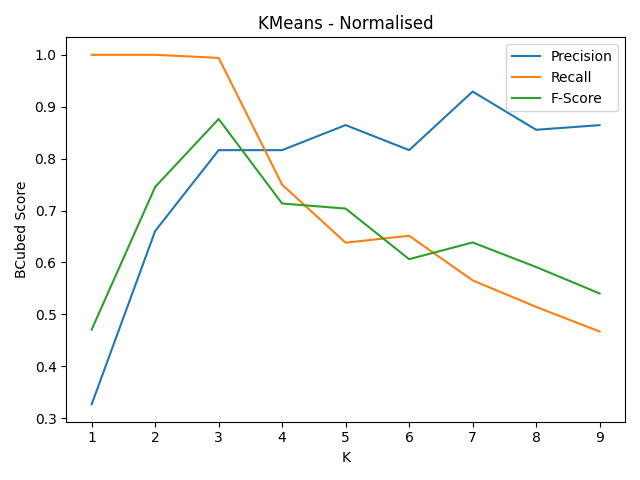 KMeans - Normalised
Precision
Recall
F-Score
BCubed Score
1.0
0.9
0.8
0.7
0.6
0.5
0.4
0.3
1 2 3 4 5 6 7 8 9
K